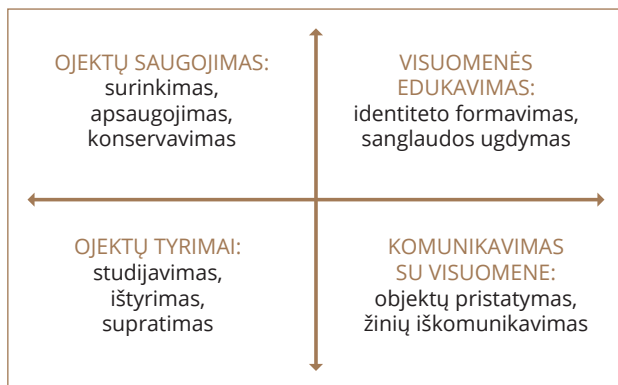 OJEKTŲ SAUGOJIMAS:
surinkimas,
apsaugojimas,
konservavimas
VISUOMENĖS
EDUKAVIMAS:
identiteto formavimas,
sanglaudos ugdymas
OJEKTŲ TYRIMAI:
studijavimas,
ištyrimas,
supratimas
KOMUNIKAVIMAS
SU VISUOMENE:
objektų pristatymas,
žinių iškomunikavimas